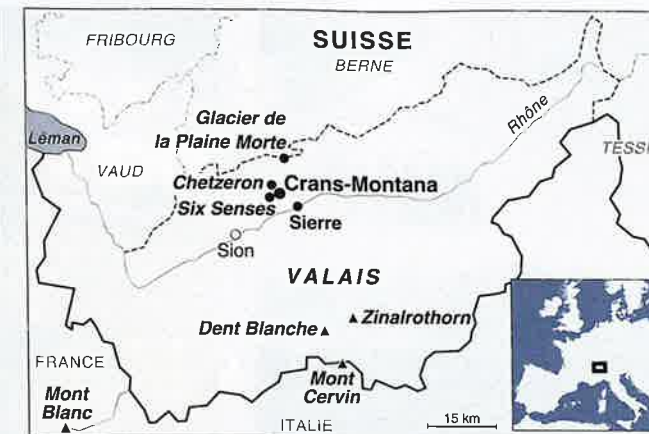 FRIBOURG
SUISSE
BERNE
Glacier de
la Plaine Morte
Rhône
Léman
VAUD
TESSI
Chetzeron
Crans-Montana
Six Senses
Sierre
Sion
VALAIS
Zinalrothorn
Dent Blanche
FRANCE
Mont
Blanc
Mont
Cervin
ITALIE
15 km